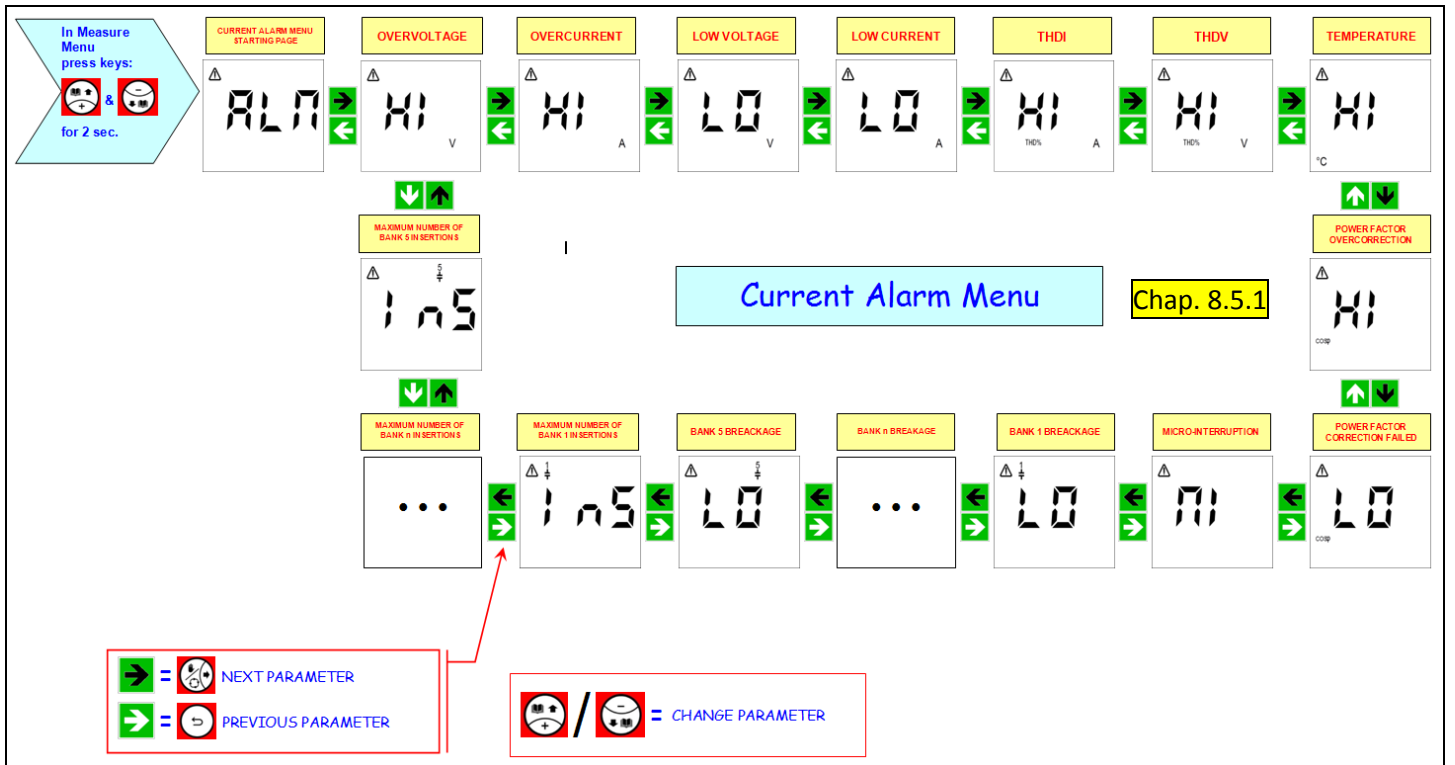 In Measure
Menu
press keys:
&
for 2 sec.
CURRENT ALARM MENU
STARTING PAGE
OVERVOLTAGE
OVERCURRENT
LOW VOLTAGE
LOW CURRENT
THDI
THDV
TEMPERATURE
ALM
HI
V
HI
A
LO
V
LO
A
HI
THD% A
HI
THD% V
HI
°C
MAXIMUM NUMBER OF
BANK 5 INSERTIONS
5
InS
Current Alarm Menu
Chap. 8.5.1
POWER FACTOR
OVERCORRECTION
HI
cosφ
MAXIMUM NUMBER OF
BANK n INSERTIONS
MAXIMUM NUMBER OF
BANK 1 INSERTIONS
BANK 5 BREACKAGE
BANK n BREAKAGE
BANK 1 BREACKAGE
MICRO-INTERRUPTION
POWER FACTOR
CORRECTION FAILED
...
1
InS
5
LO
...
1
LO
MI
LO
cosφ
= NEXT PARAMETER
= PREVIOUS PARAMETER
/ = CHANGE PARAMETER